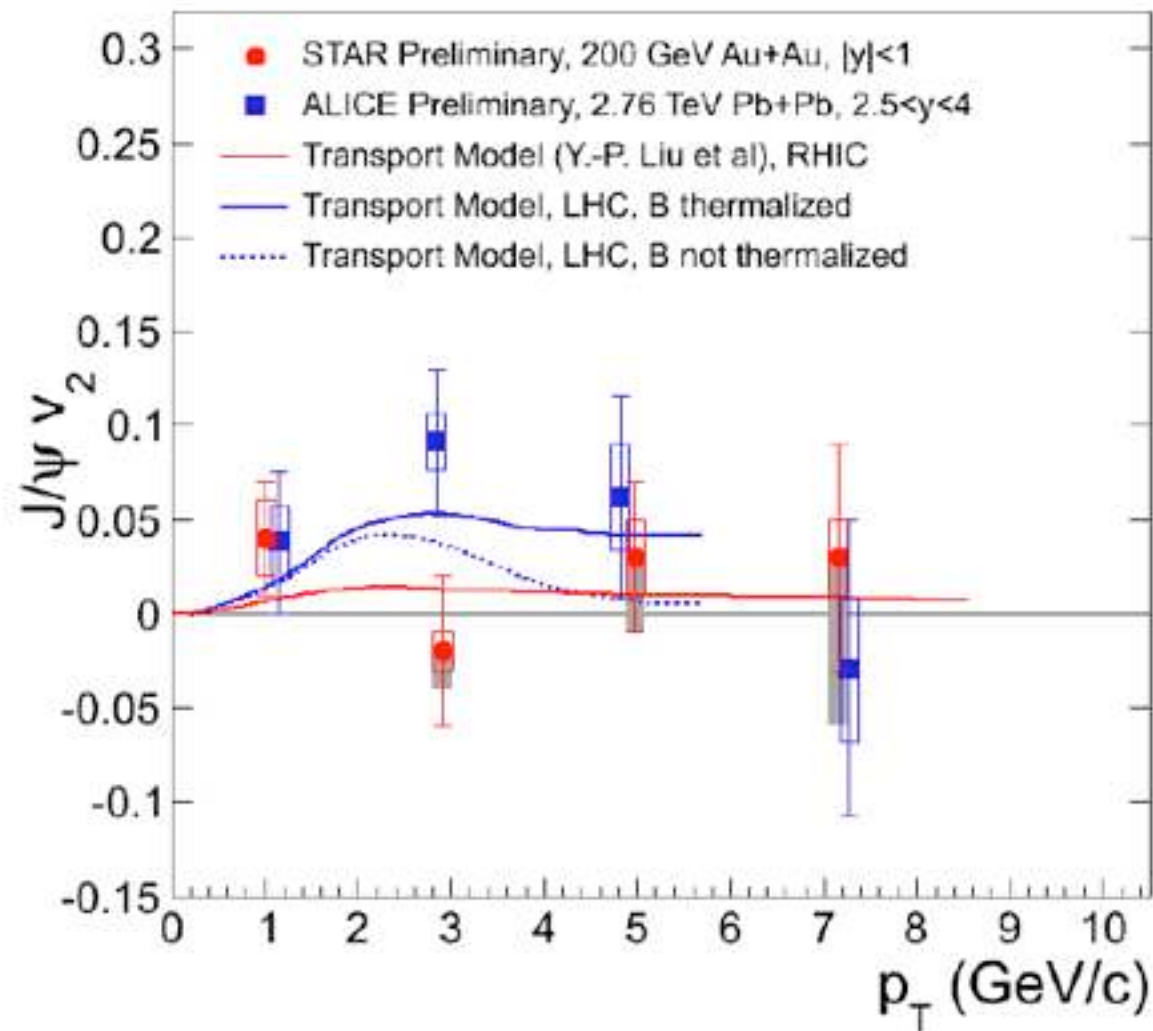 0.3
0.25
0.2
0.15
0.1
0.05
0
-0.05
-0.1
-0.15
J/ψ v2
STAR Preliminary, 200 GeV Au+Au, |y|<1
ALICE Preliminary, 2.76 TeV Pb+Pb, 2.5<y<4
Transport Model (Y.-P. Liu et al), RHIC
Transport Model, LHC, B thermalized
Transport Model, LHC, B not thermalized
0 1 2 3 4 5 6 7 8 9 10
pT (GeV/c)